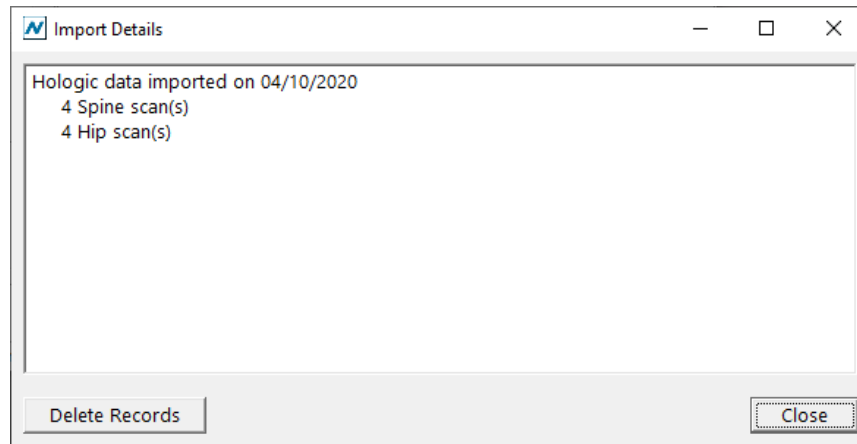 Import Details
Hologic data imported on 04/10/2020
4 Spine scan(s)
4 Hip scan(s)
Delete Records
Close